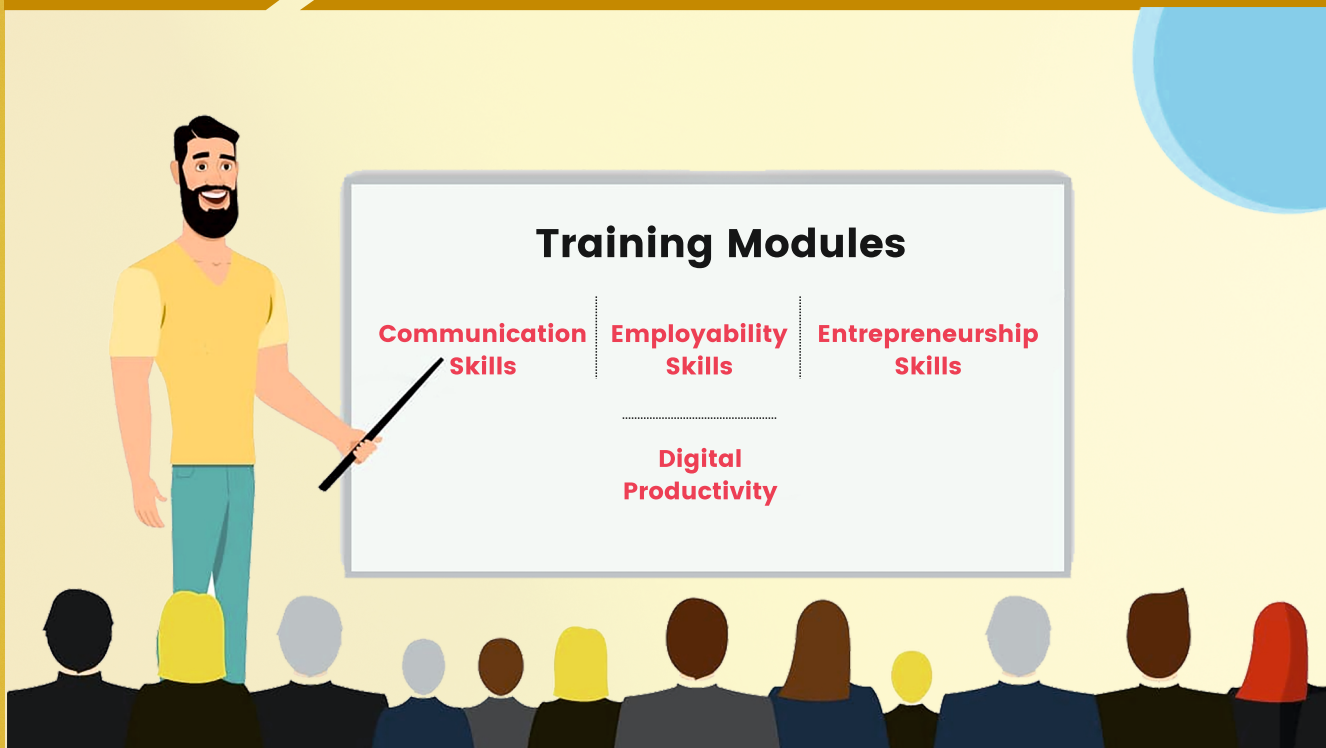 Training Modules
Communication
Skills
Employability
Skills
Entrepreneurship
Skills
Digital
Productivity